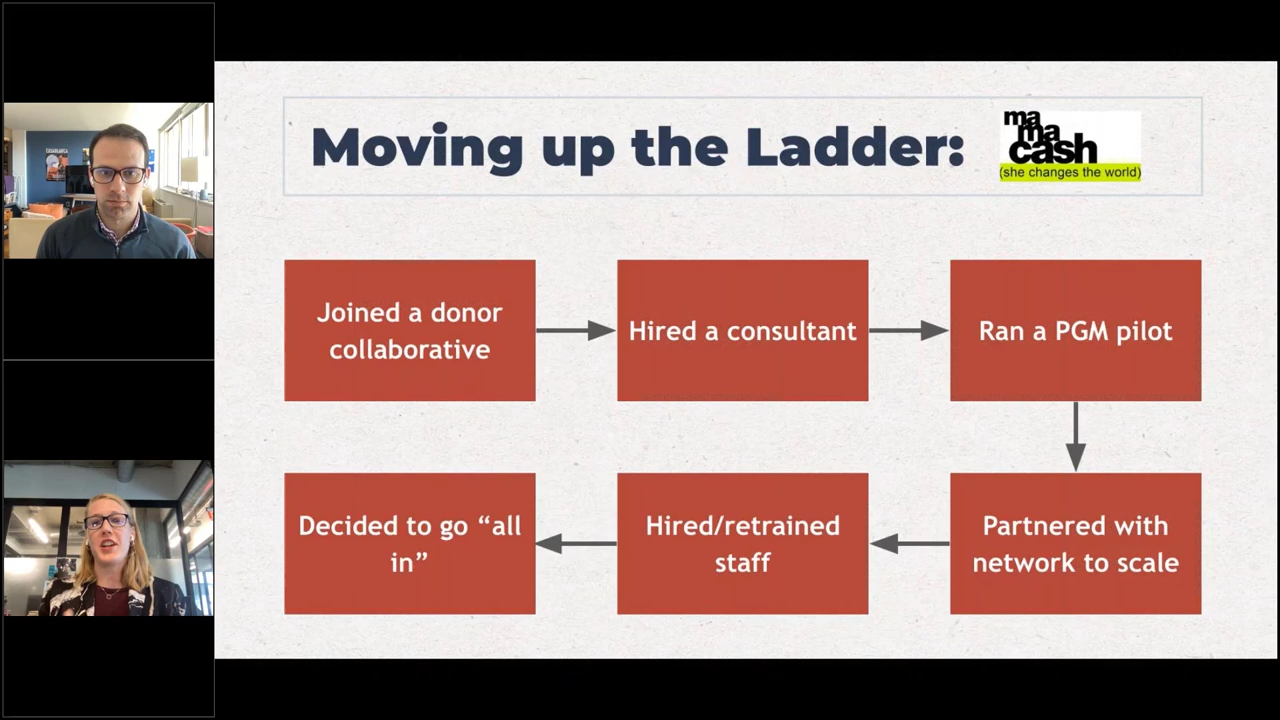 Moving up the Ladder:
ma
ma
cash
(she changes the world)
Joined a donor
collaborative
Hired a consultant
Ran a PGM pilot
Decided to go “all
in”
Hired/retrained
staff
Partnered with
network to scale
CASABLANCA